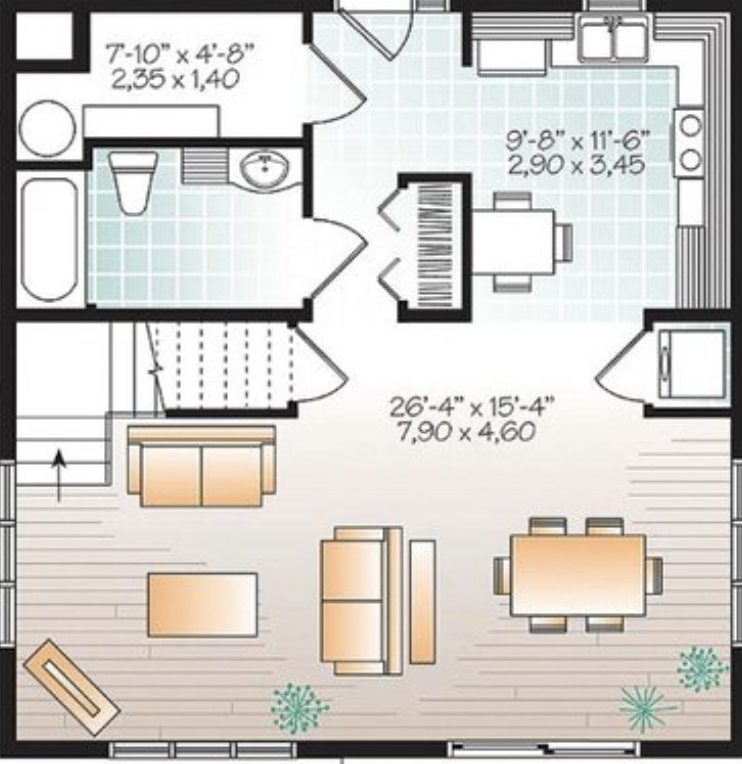 7'-10" x 4'-8"
2,35 x 1,40
9'-8" x 11'-6"
2,90 x 3,45
26'-4" x 15'-4"
7,90 x 4,60